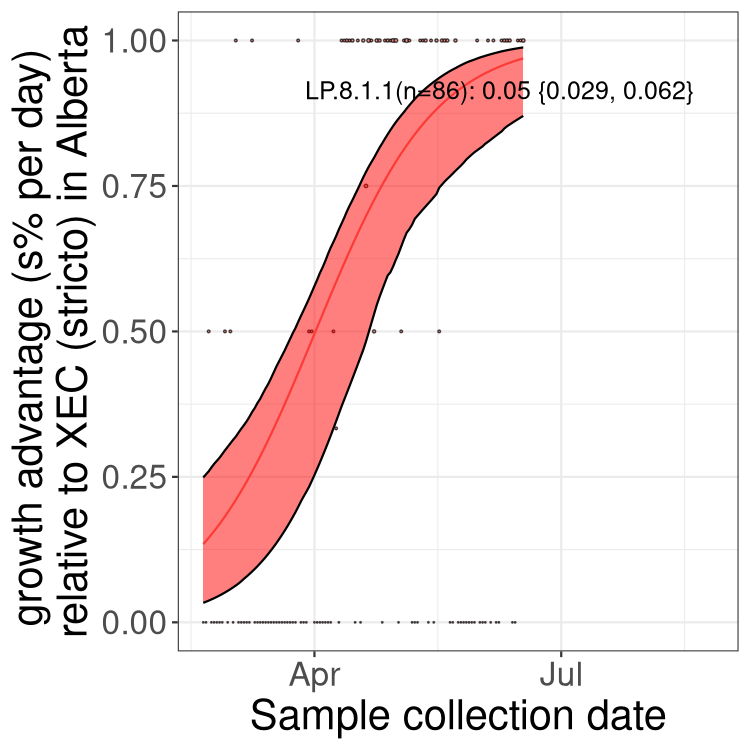 growth advantage (s% per day)
relative to XEC (stricto) in Alberta
1.00
0.75
0.50
0.25
0.00
LP.8.1.1(n=86): 0.05 {0.029, 0.062}
Apr
Jul
Sample collection date